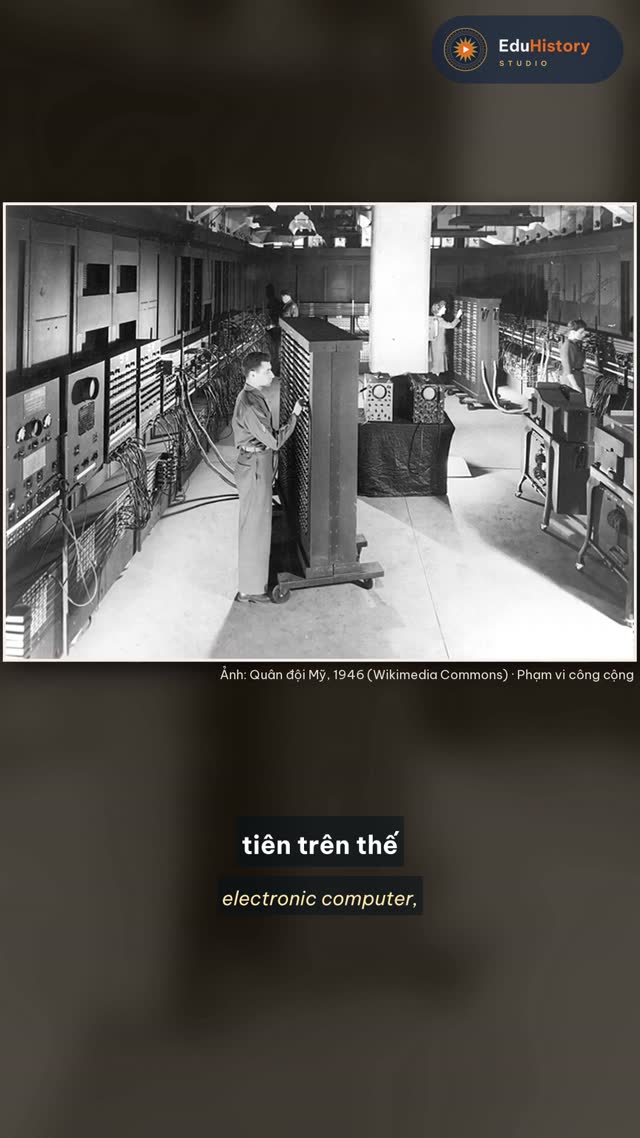 EduHistory
STUDIO
Ảnh: Quân đội Mỹ, 1946 (Wikimedia Commons) · Phạm vi công cộng
tiên trên thế
electronic computer,